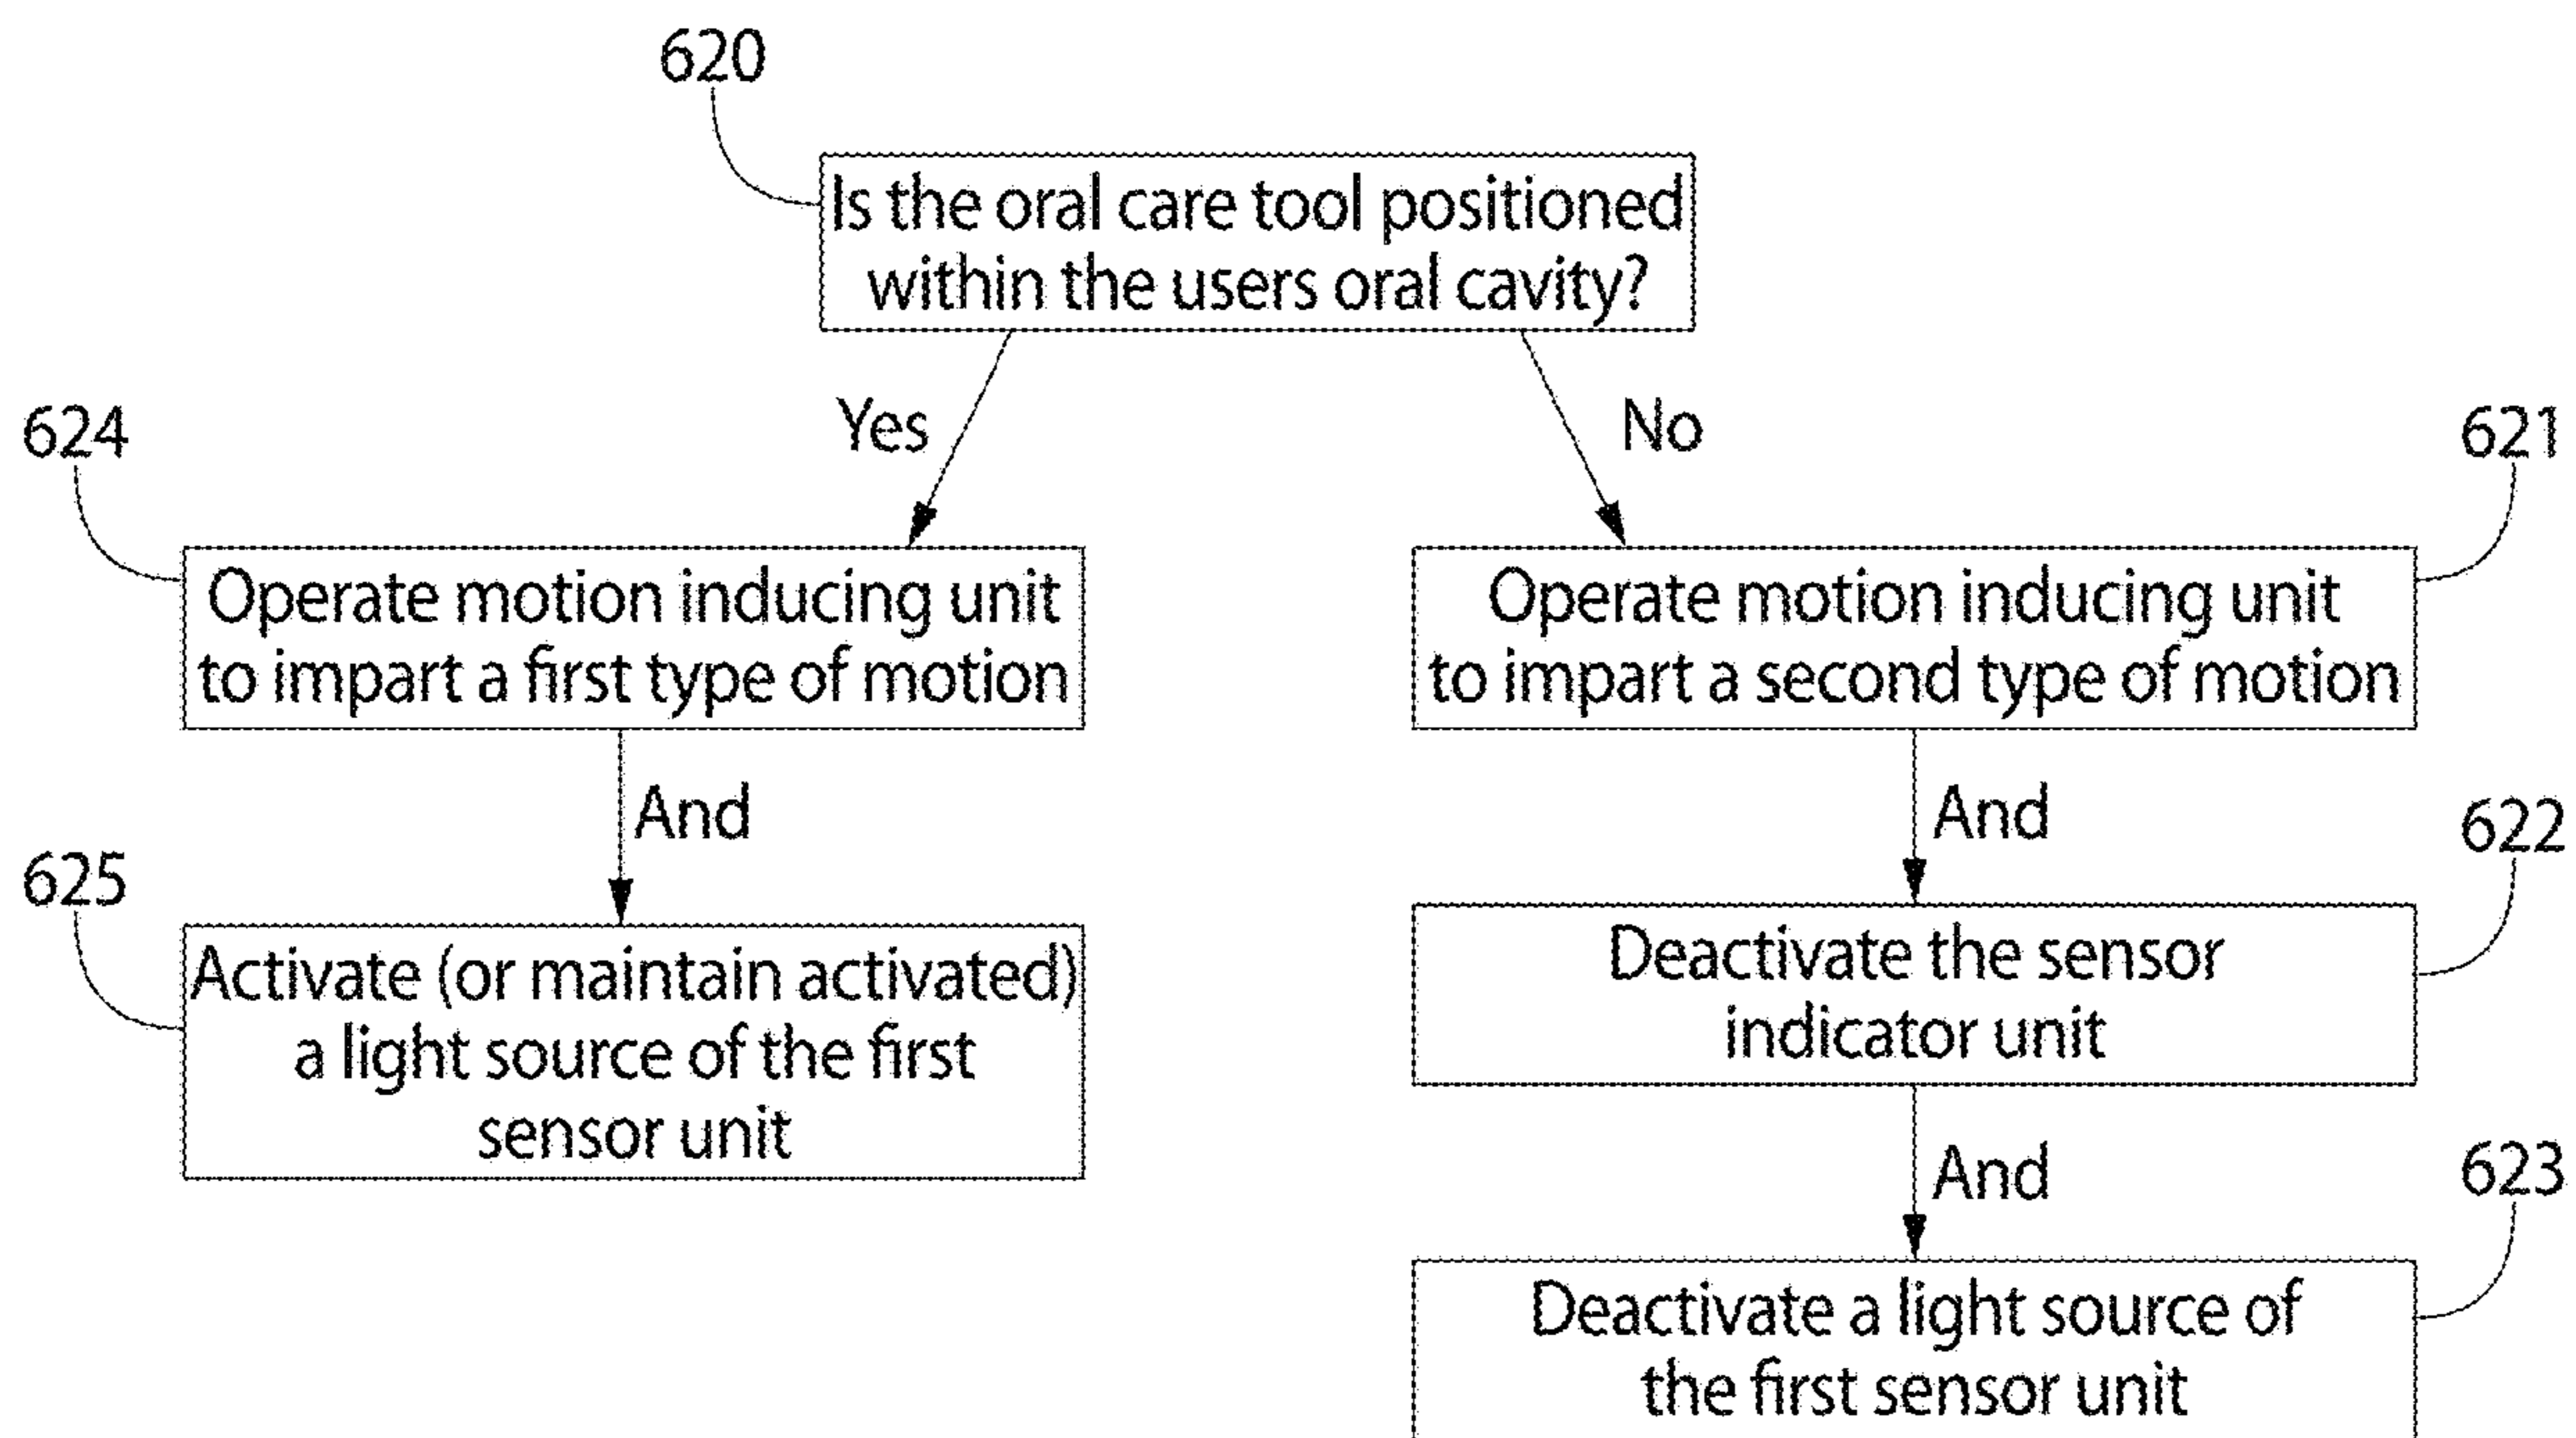 620
Is the oral care tool positioned
within the users oral cavity?
Yes
No
624
621
Operate motion inducing unit
to impart a first type of motion
Operate motion inducing unit
to impart a second type of motion
And
And
625
622
Activate (or maintain activated)
a light source of the first
sensor unit
Deactivate the sensor
indicator unit
And
623
Deactivate a light source of
the first sensor unit